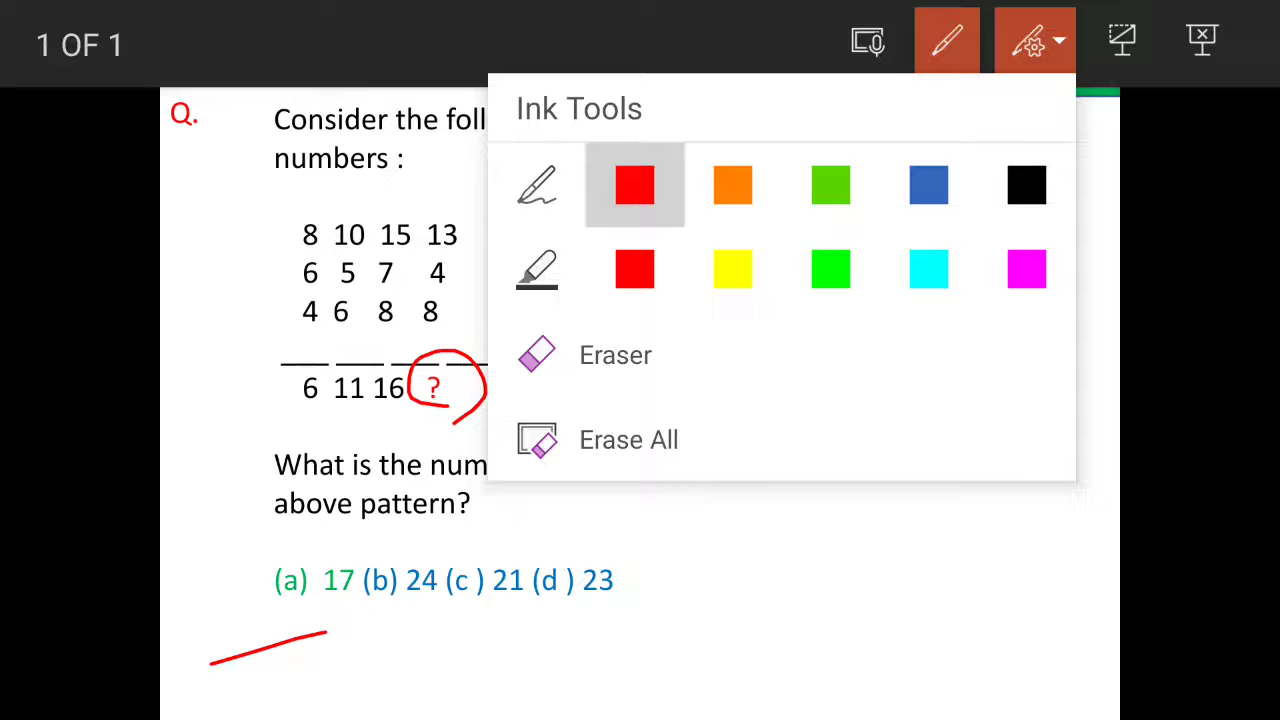 1 OF 1
Ink Tools
Q. Consider the foll
numbers :
8 10 15 13
6 5 7 4
4 6 8 8
6 11 16 ?
Eraser
Erase All
What is the num
above pattern?
(a) 17 (b) 24 (c ) 21 (d ) 23